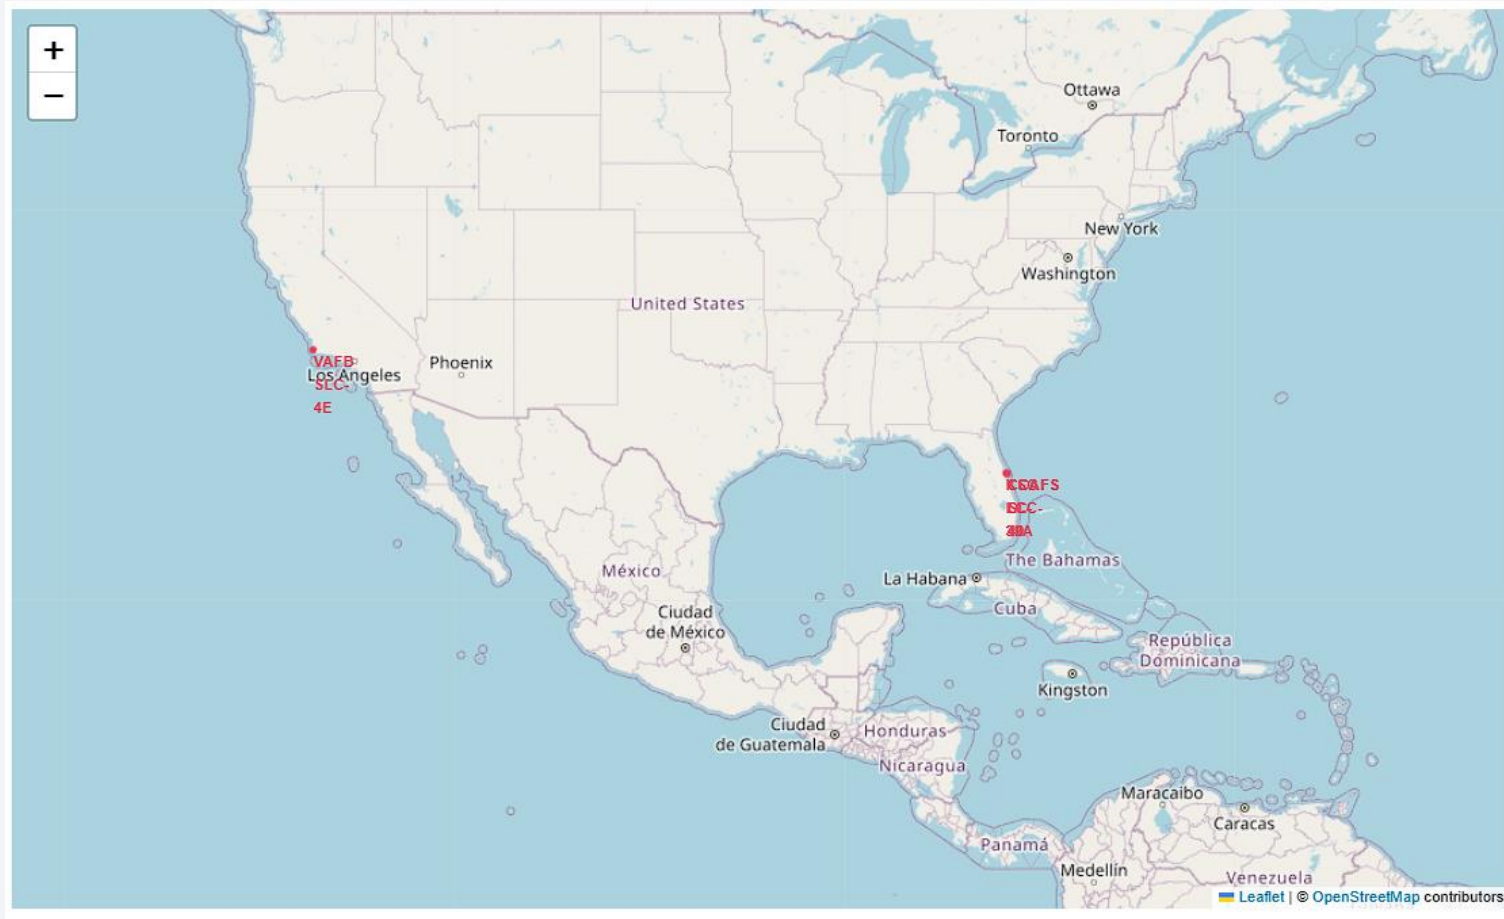 +
−
Ottawa
Toronto
New York
Washington
United States
VAFB
Phoenix
Los Angeles
SLC-
4E
The Bahamas
México
La Habana
Ciudad
de México
Cuba
República
Dominicana
Kingston
Ciudad
de Guatemala
Honduras
Nicaragua
Maracaibo
Caracas
Panamá
Medellín
Venezuela
Leaflet | © OpenStreetMap contributors